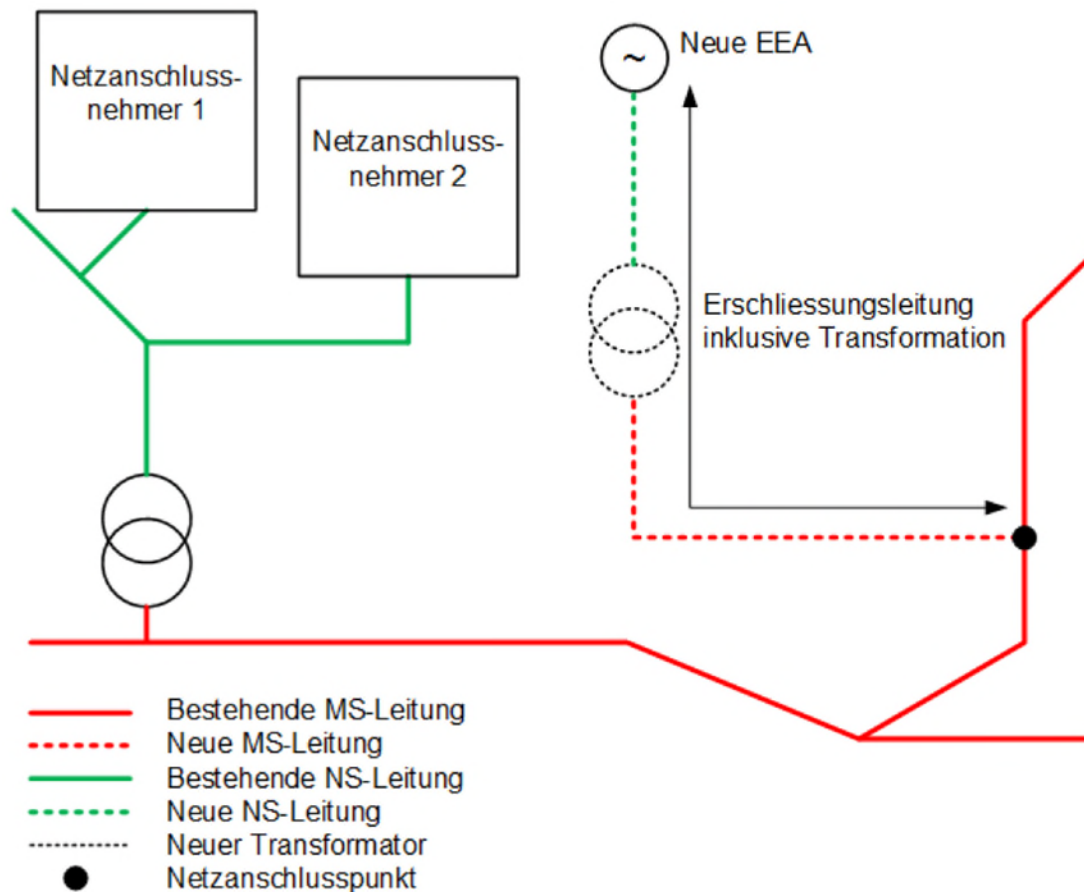 Netzanschluss-
nehmer 1
Netzanschluss-
nehmer 2
~
Neue EEA
Erschliessungsleitung
inklusive Transformation
Bestehende MS-Leitung
Neue MS-Leitung
Bestehende NS-Leitung
Neue NS-Leitung
Neuer Transformator
Netzanschlusspunkt